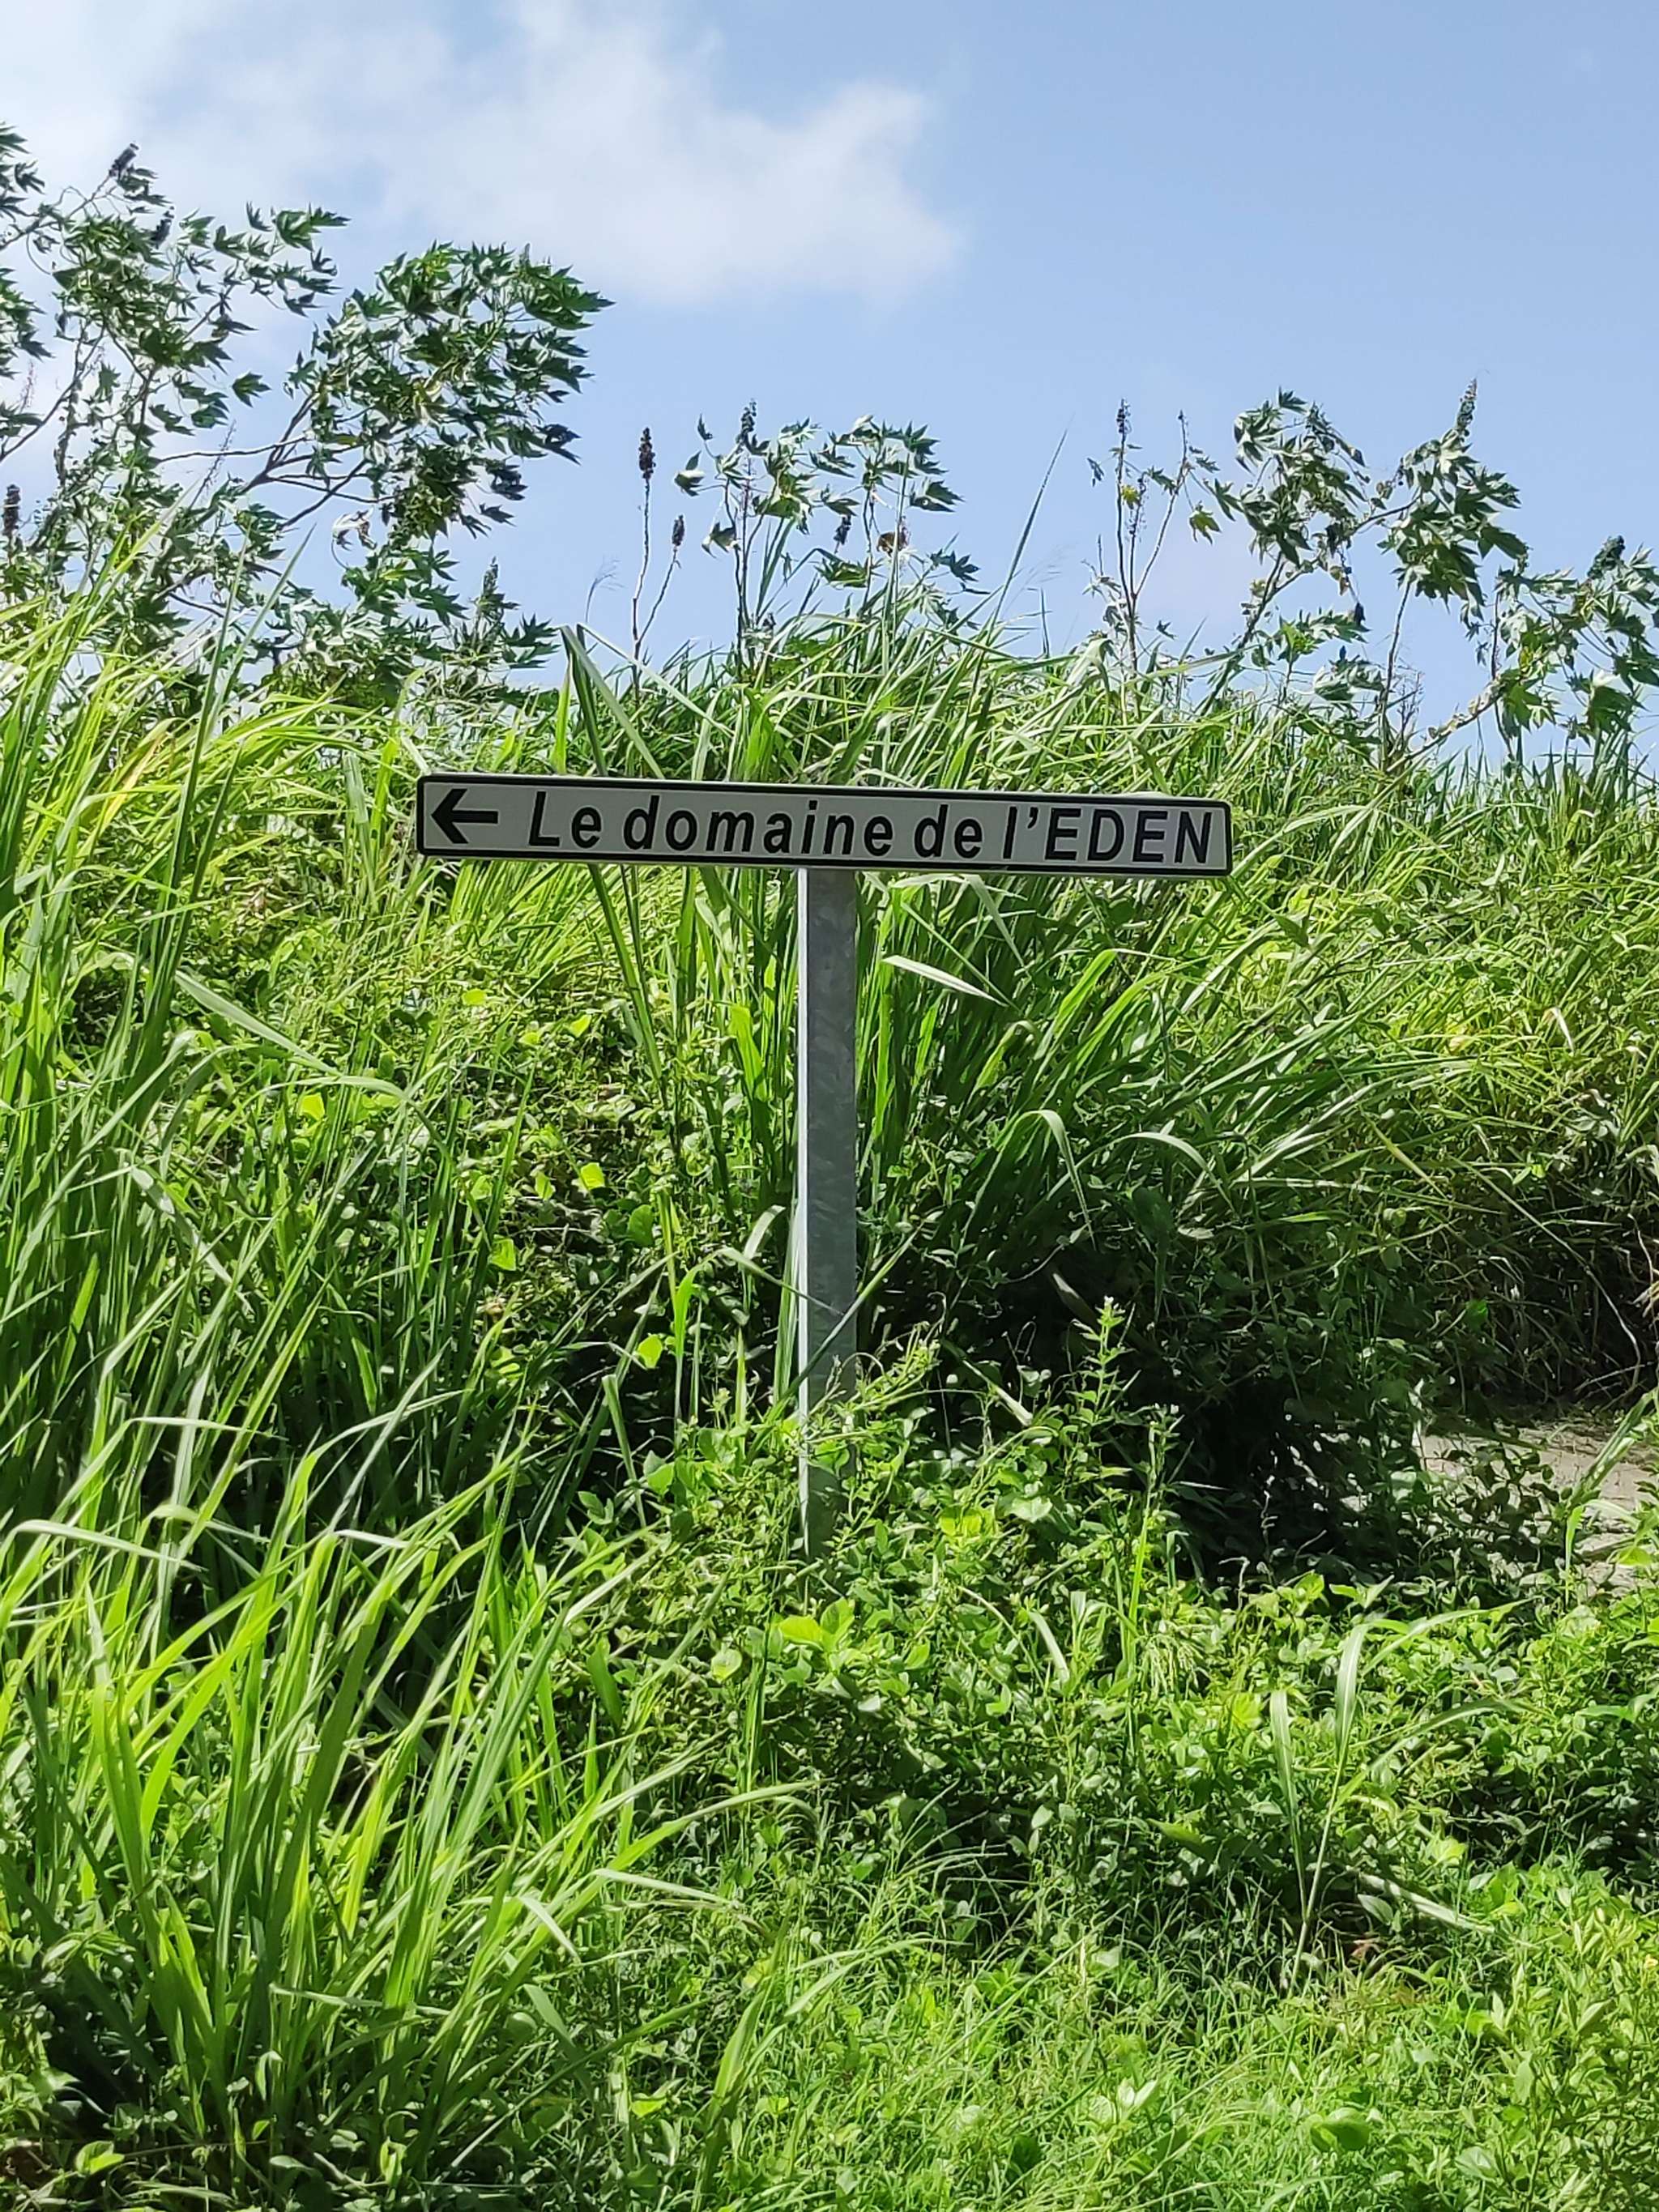 ← Le domaine de l'EDEN